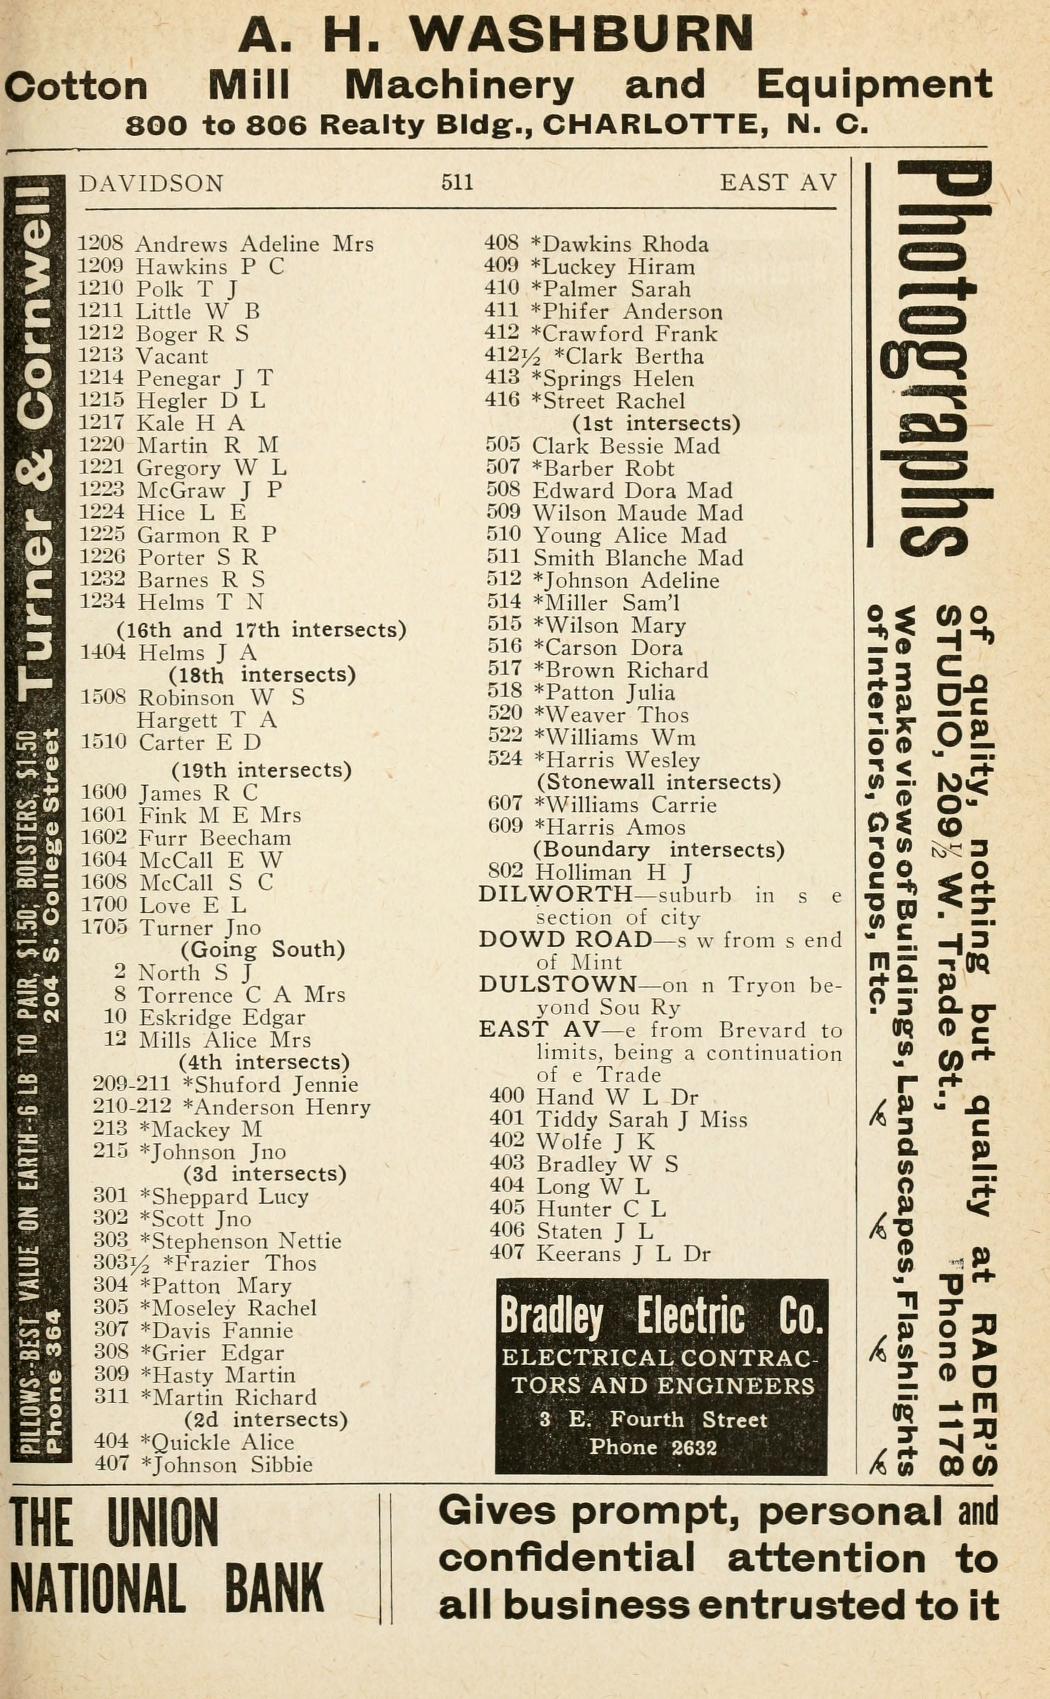 A. H. WASHBURN
Cotton Mill Machinery and Equipment
800 to 806 Realty Bldg., CHARLOTTE, N. C.
DAVIDSON 511 EAST AV
1208 Andrews Adeline Mrs
1209 Hawkins P C
1210 Polk T J
1211 Little W B
1212 Boger R S
1213 Vacant
1214 Penegar J T
1215 Hegler D L
1217 Kale H A
1220 Martin R M
1221 Gregory W L
1223 McGraw J P
1224 Hice L E
1225 Garmon R P
1226 Porter S R
1232 Barnes R S
1234 Helms T N
(16th and 17th intersects)
1404 Helms J A
(18th intersects)
1508 Robinson W S
Hargett T A
1510 Carter E D
(19th intersects)
1600 James R C
1601 Fink M E Mrs
1602 Furr Beecham
1604 McCall E W
1608 McCall S C
1700 Love E L
1705 Turner Jno
(Going South)
2 North S J
8 Torrence C A Mrs
10 Eskridge Edgar
12 Mills Alice Mrs
(4th intersects)
209-211 *Shuford Jennie
210-212 *Anderson Henry
213 *Mackey M
215 *Johnson Jno
(3d intersects)
301 *Sheppard Lucy
302 *Scott Jno
303 *Stephenson Nettie
303½ *Frazier Thos
304 *Patton Mary
305 *Moseley Rachel
307 *Davis Fannie
308 *Grier Edgar
309 *Hasty Martin
311 *Martin Richard
(2d intersects)
404 *Quickle Alice
407 *Johnson Sibbie
408 *Dawkins Rhoda
409 *Luckey Hiram
410 *Palmer Sarah
411 *Phifer Anderson
412 *Crawford Frank
412½ *Clark Bertha
413 *Springs Helen
416 *Street Rachel
(1st intersects)
505 Clark Bessie Mad
507 *Barber Robt
508 Edward Dora Mad
509 Wilson Maude Mad
510 Young Alice Mad
511 Smith Blanche Mad
512 *Johnson Adeline
514 *Miller Sam'l
515 *Wilson Mary
516 *Carson Dora
517 *Brown Richard
518 *Patton Julia
520 *Weaver Thos
522 *Williams Wm
524 *Harris Wesley
(Stonewall intersects)
607 *Williams Carrie
609 *Harris Amos
(Boundary intersects)
802 Holliman H J
DILWORTH—suburb in s e
section of city
DOWD ROAD—s w from s end
of Mint
DULSTOWN—on n Tryon be-
yond Sou Ry
EAST AV—e from Brevard to
limits, being a continuation
of e Trade
400 Hand W L Dr
401 Tiddy Sarah J Miss
402 Wolfe J K
403 Bradley W S
404 Long W L
405 Hunter C L
406 Staten J L
407 Keerans J L Dr
Bradley Electric Co.
ELECTRICAL CONTRAC-
TORS AND ENGINEERS
3 E. Fourth Street
Phone 2632
Turner & Cornwell
PILLOWS--BEST VALUE ON EARTH--6 LB TO PAIR, $1.50; BOLSTERS, $1.50
Phone 364 204 S. College Street
Photographs
of quality, nothing but quality at RADER'S
STUDIO, 209½ W. Trade St., Phone 1178
We make views of Buildings, Landscapes, Flashlights
of Interiors, Groups, Etc.
THE UNION
NATIONAL BANK
Gives prompt, personal and
confidential attention to
all business entrusted to it